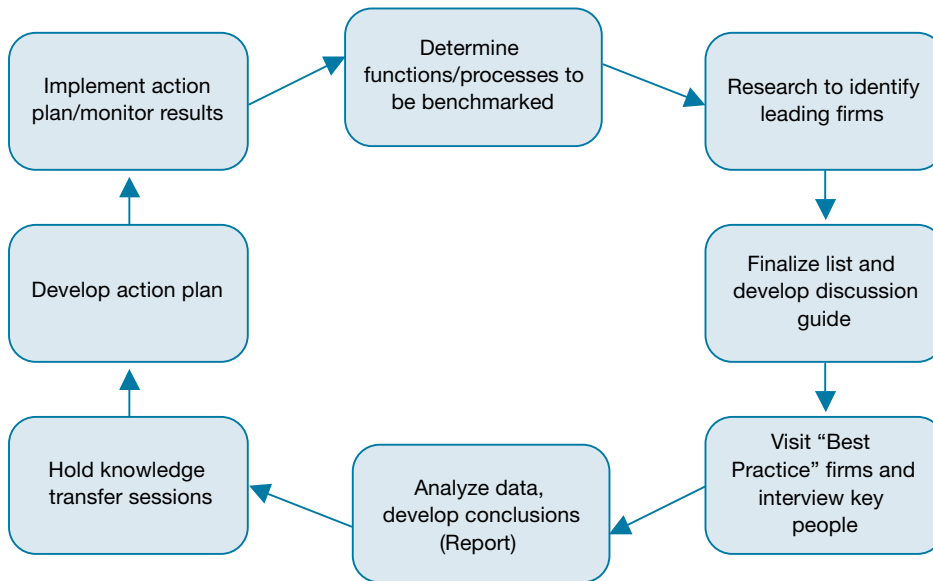 Determine
functions/processes to
be benchmarked
Research to identify
leading firms
Finalize list and
develop discussion
guide
Visit “Best
Practice” firms and
interview key
people
Analyze data,
develop conclusions
(Report)
Hold knowledge
transfer sessions
Develop action plan
Implement action
plan/monitor results